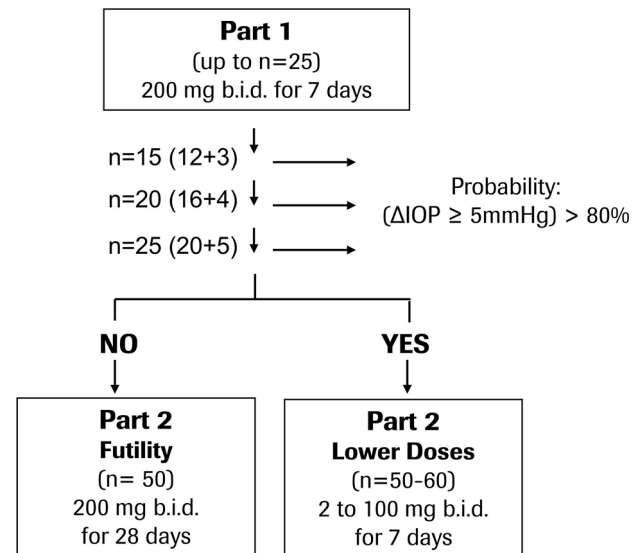 Part 1
(up to n=25)
200 mg b.i.d. for 7 days
n=15 (12+3)
n=20 (16+4)
n=25 (20+5)
Probability:
(ΔIOP ≥ 5mmHg) > 80%
NO
YES
Part 2
Futility
(n= 50)
200 mg b.i.d.
for 28 days
Part 2
Lower Doses
(n=50-60)
2 to 100 mg b.i.d.
for 7 days